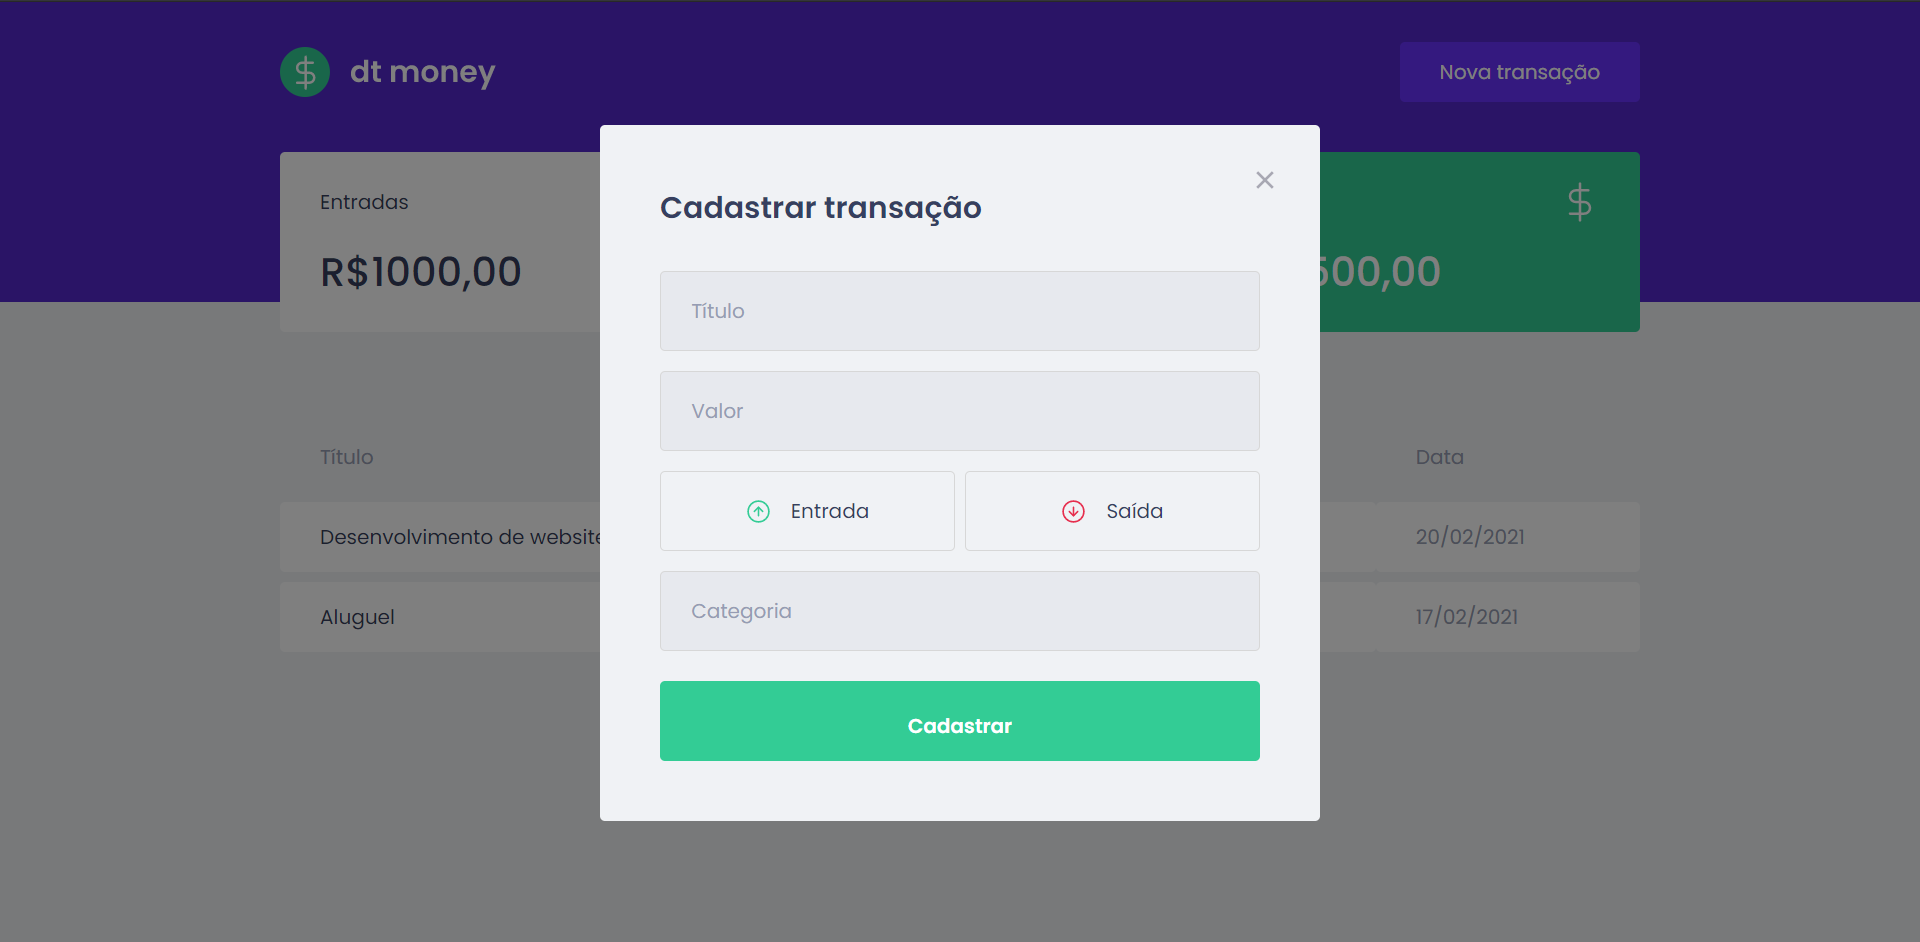 dt money
Nova transação
Entradas
R$1000,00
500,00
Cadastrar transação
Título
Valor
Entrada
Saída
Categoria
Cadastrar
Título
Data
Desenvolvimento de website
20/02/2021
Aluguel
17/02/2021